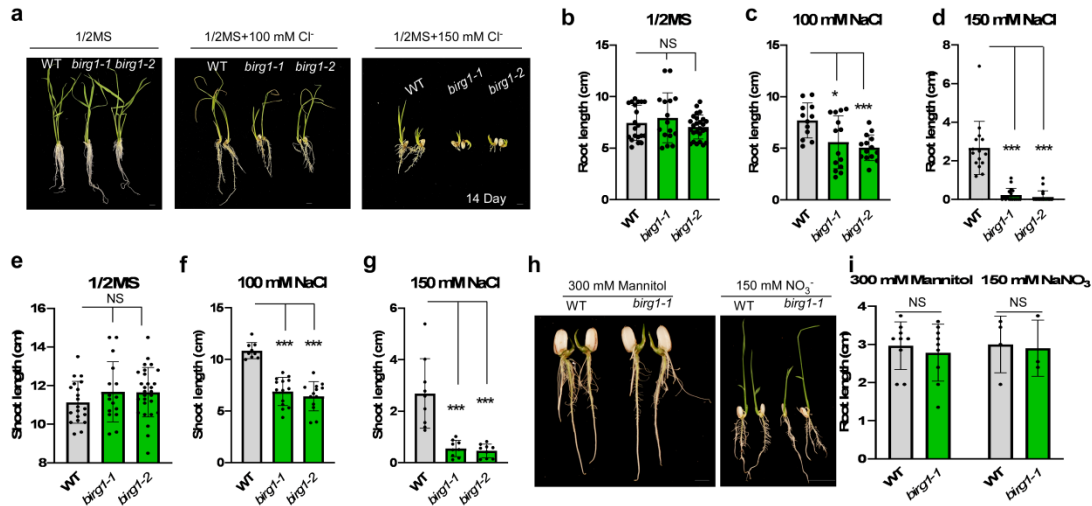 a
1/2MS
1/2MS+100 mM Cl⁻
1/2MS+150 mM Cl⁻
WT birg1-1 birg1-2
WT birg1-1 birg1-2
WT birg1-1 birg1-2
14 Day
b
1/2MS
NS
Root length (cm)
15
10
5
0
WT
birg1-1
birg1-2
c
100 mM NaCl
* ***
Root length (cm)
15
10
5
0
WT
birg1-1
birg1-2
d
150 mM NaCl
*** ***
Root length (cm)
8
6
4
2
0
WT
birg1-1
birg1-2
e
1/2MS
NS
Shoot length (cm)
16
14
12
10
8
WT
birg1-1
birg1-2
f
100 mM NaCl
*** ***
Shoot length (cm)
15
10
5
0
WT
birg1-1
birg1-2
g
150 mM NaCl
*** ***
Shoot length (cm)
6
4
2
0
WT
birg1-1
birg1-2
h
300 mM Mannitol
WT birg1-1
150 mM NO₃⁻
WT birg1-1
i
300 mM Mannitol 150 mM NaNO₃
NS NS
Root length (cm)
4
3
2
1
0
WT
birg1-1
WT
birg1-1